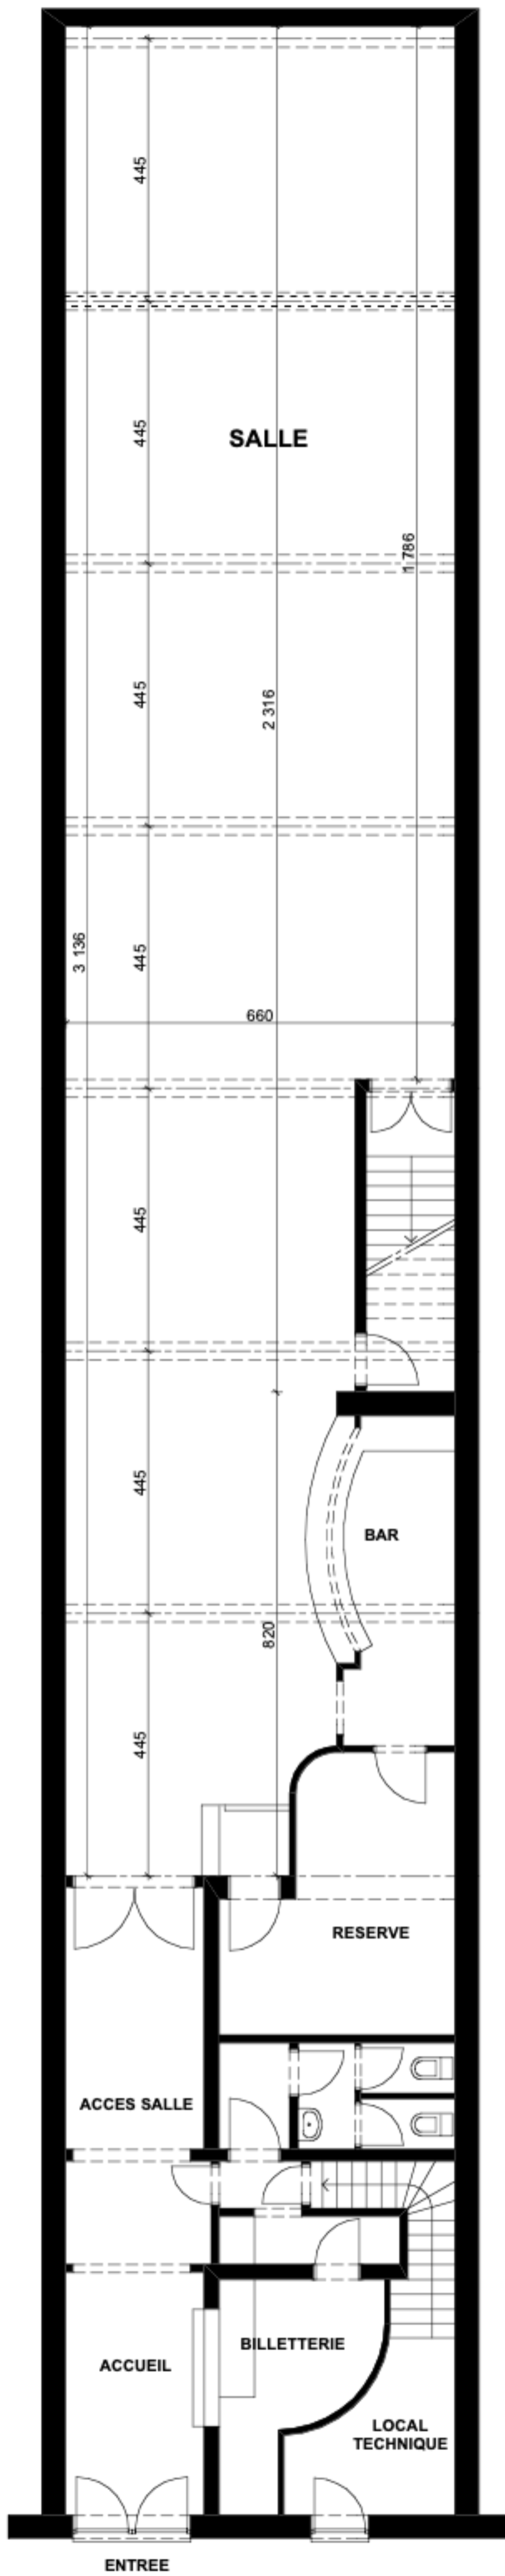 445
445
SALLE
1 786
445
2 316
3 136
445
660
445
445
BAR
820
445
RESERVE
ACCES SALLE
BILLETTERIE
ACCUEIL
LOCAL
TECHNIQUE
ENTREE